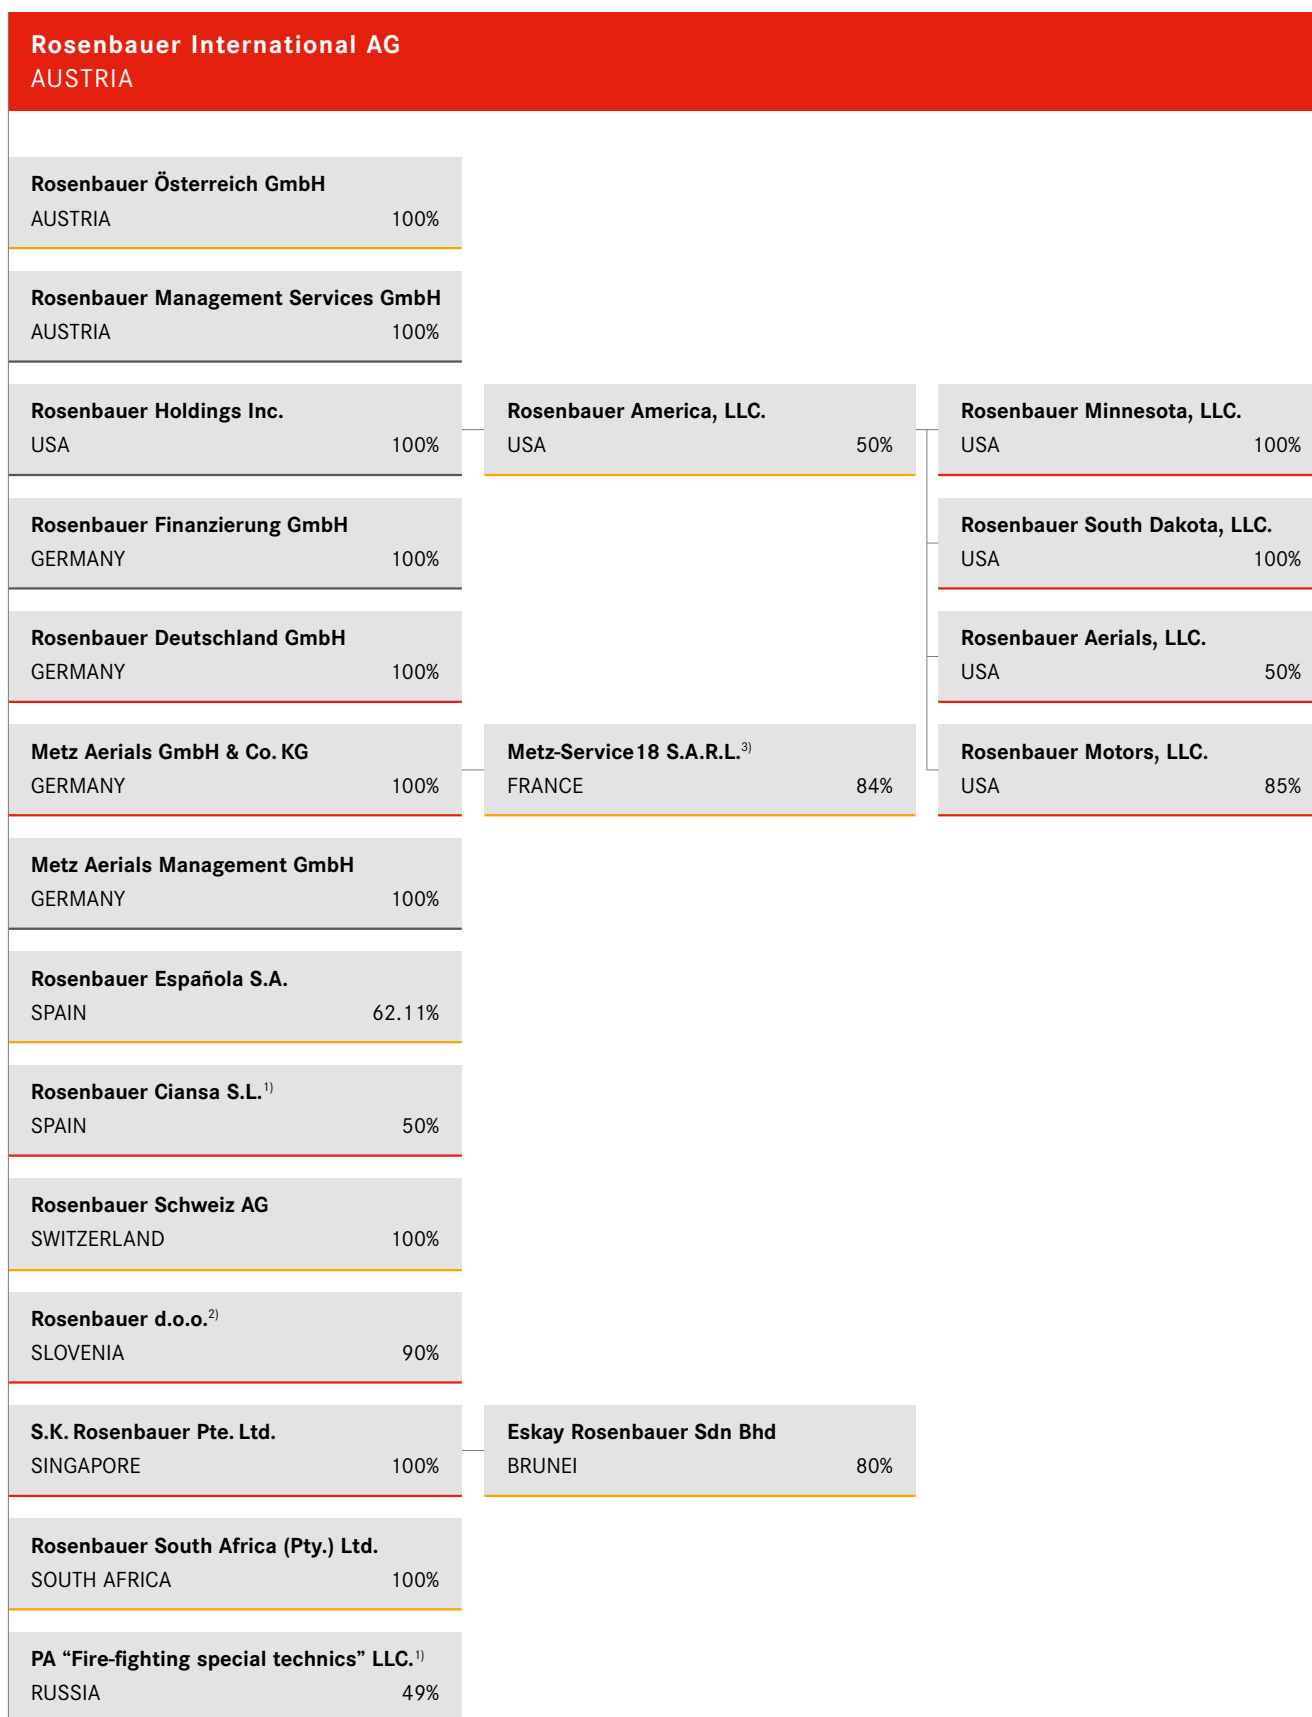 Rosenbauer International AG
AUSTRIA
Rosenbauer Österreich GmbH
AUSTRIA 100%
Rosenbauer Management Services GmbH
AUSTRIA 100%
Rosenbauer Holdings Inc.
USA 100%
Rosenbauer America, LLC.
USA 50%
Rosenbauer Minnesota, LLC.
USA 100%
Rosenbauer Finanzierung GmbH
GERMANY 100%
Rosenbauer South Dakota, LLC.
USA 100%
Rosenbauer Deutschland GmbH
GERMANY 100%
Rosenbauer Aerials, LLC.
USA 50%
Metz Aerials GmbH & Co. KG
GERMANY 100%
Metz-Service18 S.A.R.L.3)
FRANCE 84%
Rosenbauer Motors, LLC.
USA 85%
Metz Aerials Management GmbH
GERMANY 100%
Rosenbauer Española S.A.
SPAIN 62.11%
Rosenbauer Ciansa S.L.1)
SPAIN 50%
Rosenbauer Schweiz AG
SWITZERLAND 100%
Rosenbauer d.o.o.2)
SLOVENIA 90%
S.K. Rosenbauer Pte. Ltd.
SINGAPORE 100%
Eskay Rosenbauer Sdn Bhd
BRUNEI 80%
Rosenbauer South Africa (Pty.) Ltd.
SOUTH AFRICA 100%
PA “Fire-fighting special technics” LLC.1)
RUSSIA 49%